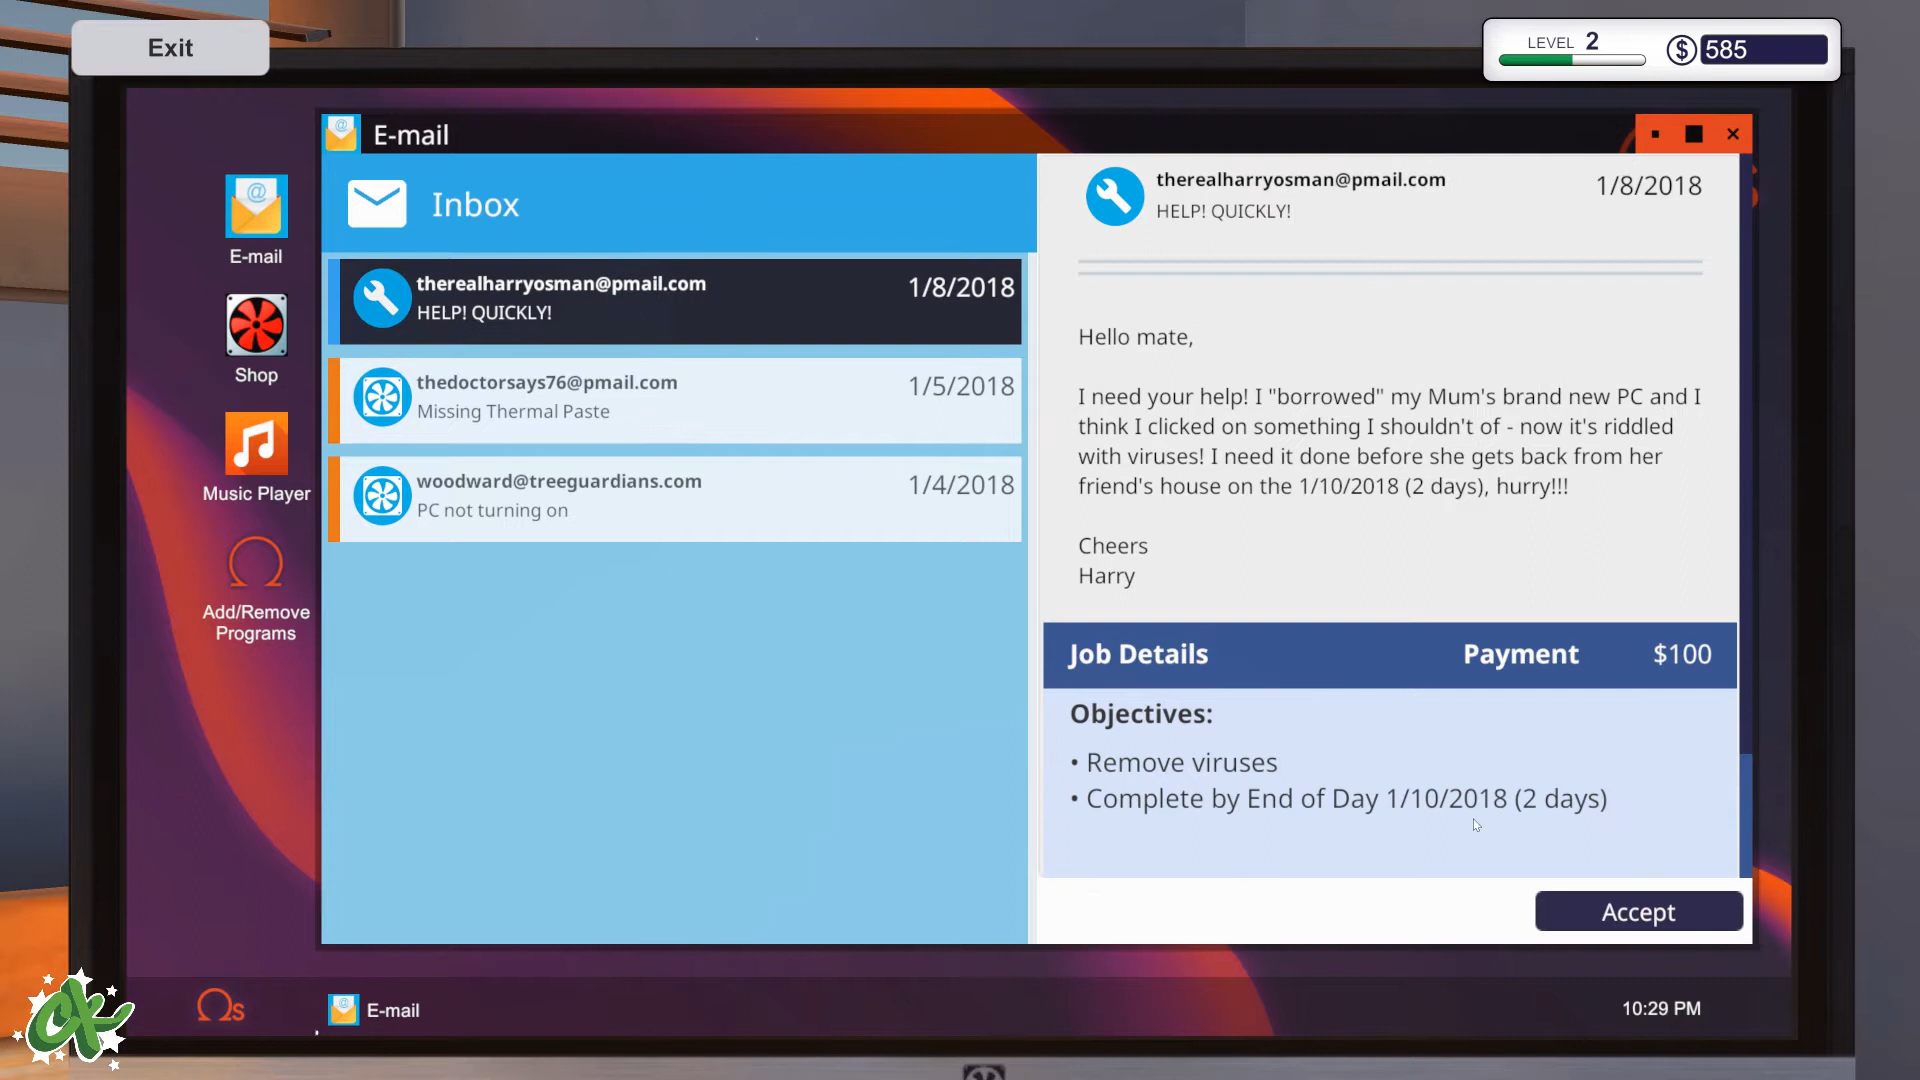 Exit
LEVEL 2
$ 585
E-mail
Inbox
therealharryosman@pmail.com
1/8/2018
HELP! QUICKLY!
thedoctorsays76@pmail.com
1/5/2018
Missing Thermal Paste
woodward@treeguardians.com
1/4/2018
PC not turning on
E-mail
Shop
Music Player
Add/Remove
Programs
therealharryosman@pmail.com
1/8/2018
HELP! QUICKLY!
Hello mate,
I need your help! I "borrowed" my Mum's brand new PC and I
think I clicked on something I shouldn't of - now it's riddled
with viruses! I need it done before she gets back from her
friend's house on the 1/10/2018 (2 days), hurry!!!
Cheers
Harry
Job Details
Payment
$100
Objectives:
• Remove viruses
• Complete by End of Day 1/10/2018 (2 days)
Accept
Ωs
E-mail
10:29 PM